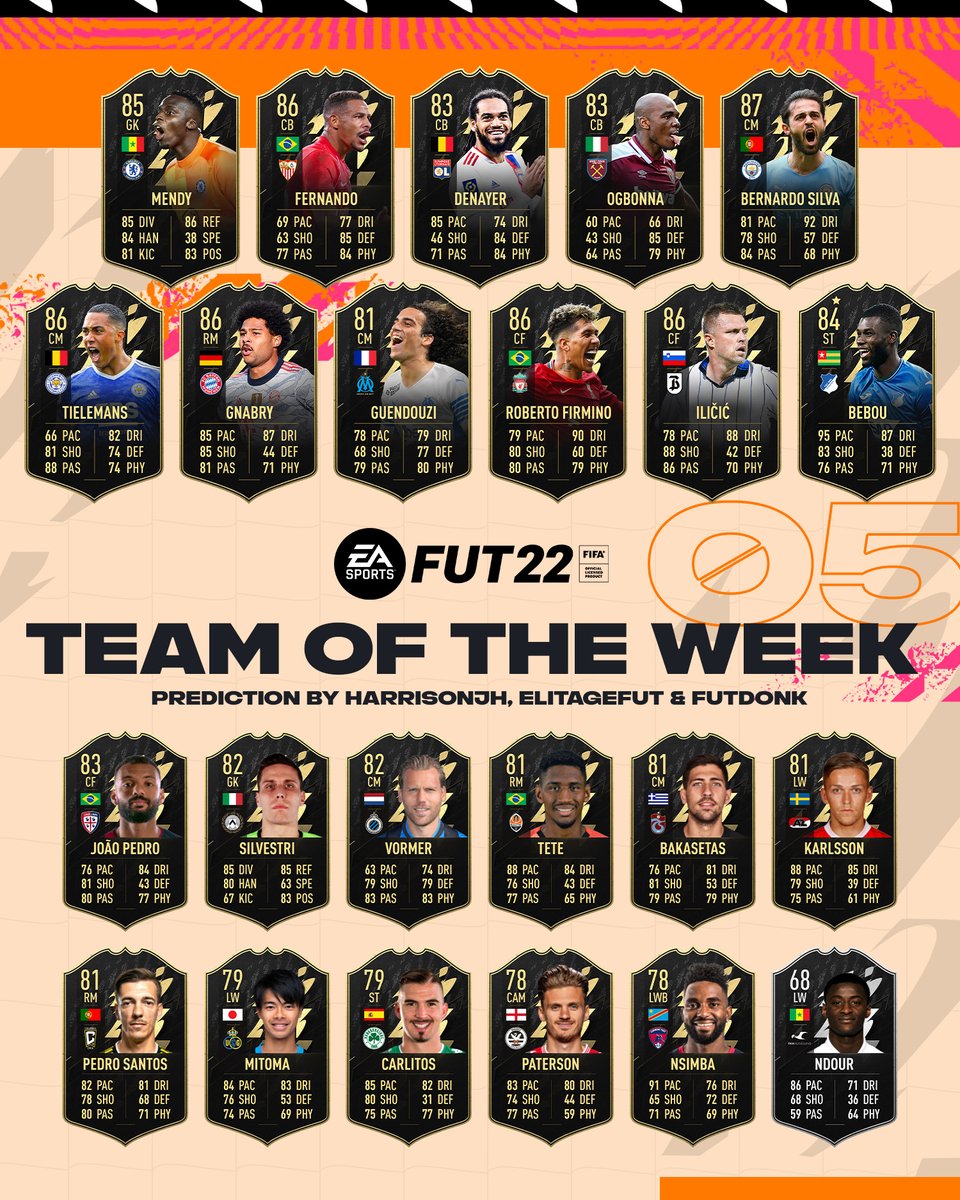 85
GK
MENDY
85 DIV 86 REF
84 HAN 38 SPE
81 KIC 83 POS
86
CB
FERNANDO
69 PAC 77 DRI
63 SHO 85 DEF
77 PAS 84 PHY
83
CB
DENAYER
85 PAC 74 DRI
46 SHO 84 DEF
71 PAS 84 PHY
83
CB
OGBONNA
60 PAC 66 DRI
43 SHO 85 DEF
64 PAS 79 PHY
87
CM
BERNARDO SILVA
81 PAC 92 DRI
78 SHO 57 DEF
84 PAS 68 PHY
86
CM
TIELEMANS
66 PAC 82 DRI
81 SHO 74 DEF
88 PAS 74 PHY
86
RM
GNABRY
85 PAC 87 DRI
85 SHO 44 DEF
81 PAS 71 PHY
81
CM
GUENDOUZI
78 PAC 79 DRI
68 SHO 77 DEF
79 PAS 80 PHY
86
CF
ROBERTO FIRMINO
79 PAC 90 DRI
80 SHO 60 DEF
80 PAS 79 PHY
86
CF
ILIČIĆ
78 PAC 88 DRI
88 SHO 42 DEF
86 PAS 70 PHY
84
ST
BEBOU
95 PAC 87 DRI
83 SHO 38 DEF
76 PAS 71 PHY
05
EA
SPORTS
FUT22
FIFA
OFFICIAL
LICENSED
PRODUCT
TEAM OF THE WEEK
PREDICTION BY HARRISONJH, ELITAGEFUT & FUTDONK
83
CF
JOÃO PEDRO
76 PAC 84 DRI
81 SHO 43 DEF
80 PAS 77 PHY
82
GK
SILVESTRI
85 DIV 85 REF
80 HAN 63 SPE
67 KIC 83 POS
82
CM
VORMER
63 PAC 74 DRI
79 SHO 79 DEF
83 PAS 83 PHY
81
RM
TETE
88 PAC 84 DRI
76 SHO 43 DEF
77 PAS 65 PHY
81
CM
BAKASETAS
76 PAC 81 DRI
81 SHO 53 DEF
79 PAS 79 PHY
81
LW
KARLSSON
88 PAC 85 DRI
79 SHO 39 DEF
75 PAS 61 PHY
81
RM
PEDRO SANTOS
82 PAC 81 DRI
78 SHO 68 DEF
80 PAS 71 PHY
79
LW
MITOMA
84 PAC 83 DRI
76 SHO 53 DEF
74 PAS 69 PHY
79
ST
CARLITOS
85 PAC 82 DRI
80 SHO 31 DEF
75 PAS 77 PHY
78
CAM
PATERSON
83 PAC 80 DRI
74 SHO 44 DEF
77 PAS 59 PHY
78
LWB
NSIMBA
91 PAC 76 DRI
65 SHO 72 DEF
71 PAS 69 PHY
68
LW
NDOUR
86 PAC 71 DRI
68 SHO 36 DEF
59 PAS 64 PHY